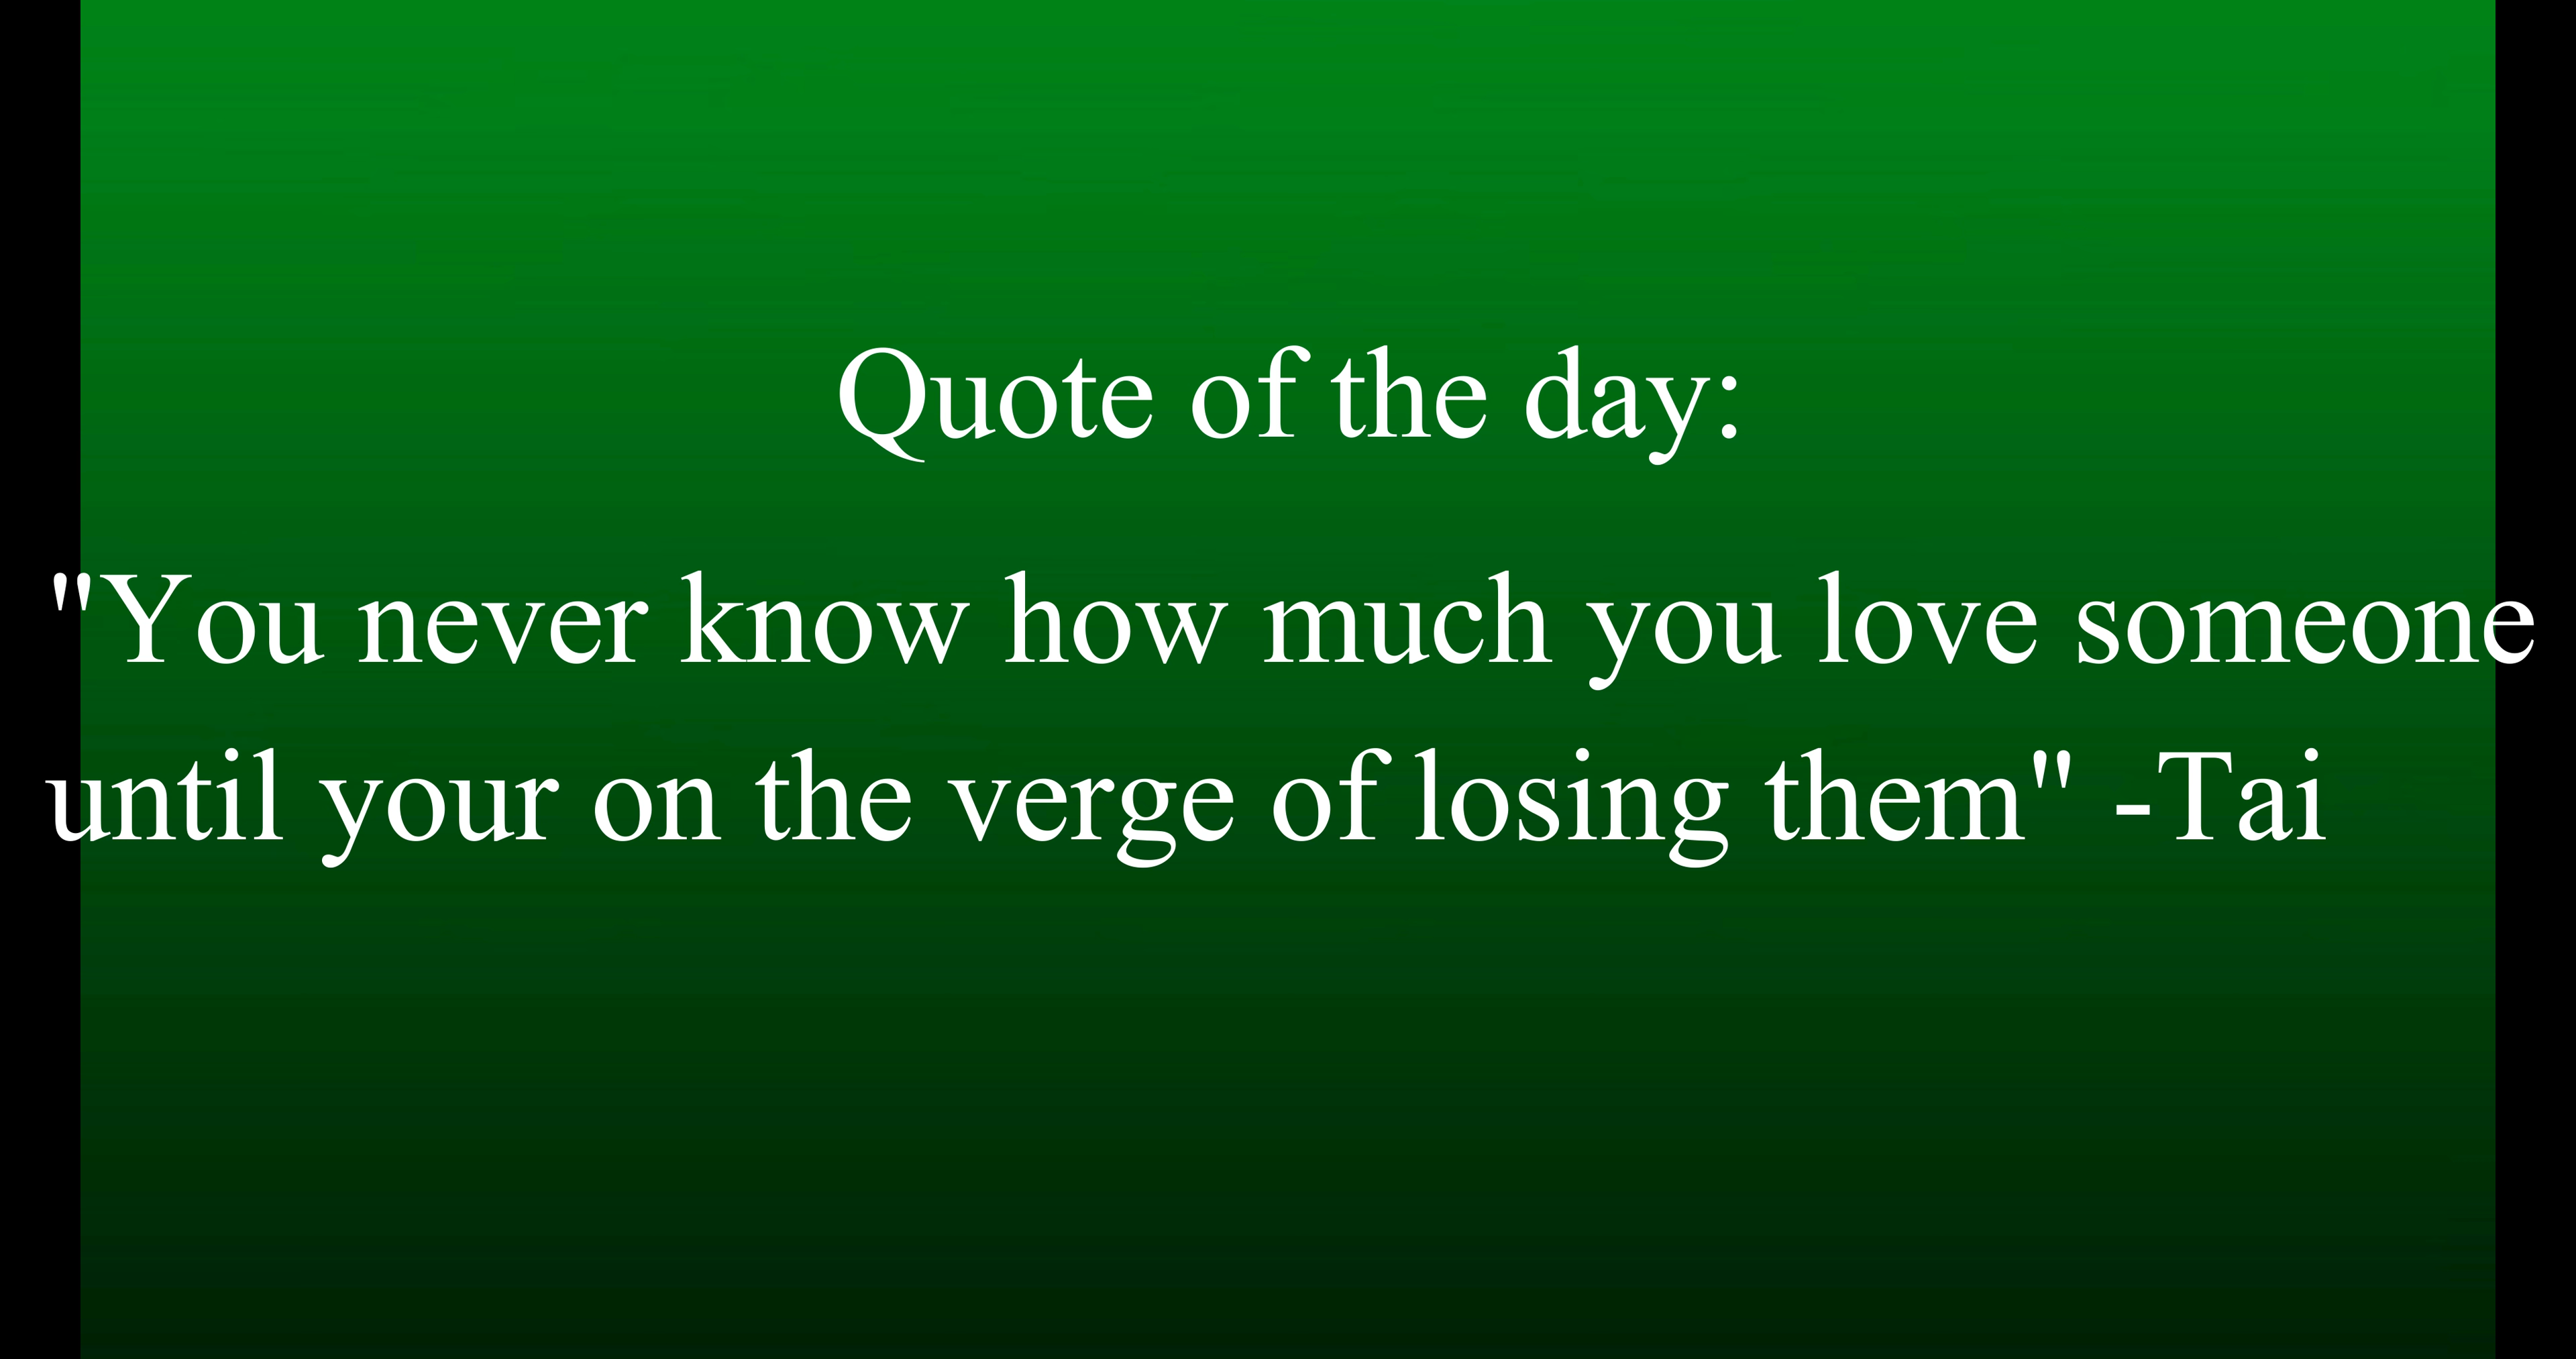 Quote of the day:
"You never know how much you love someone
until your on the verge of losing them" -Tai